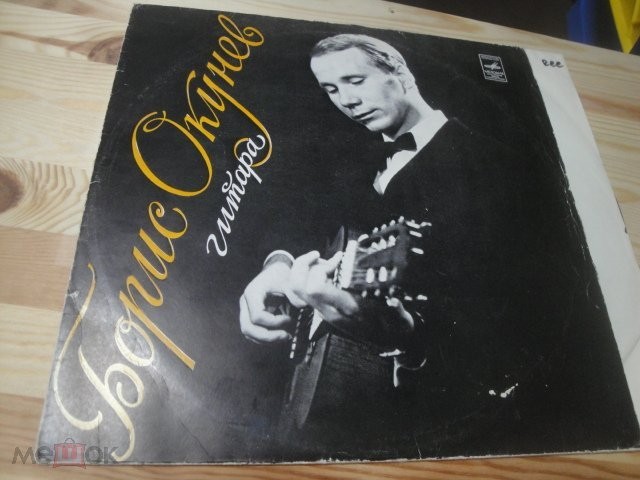 Борис Окунев
гитара
мешок